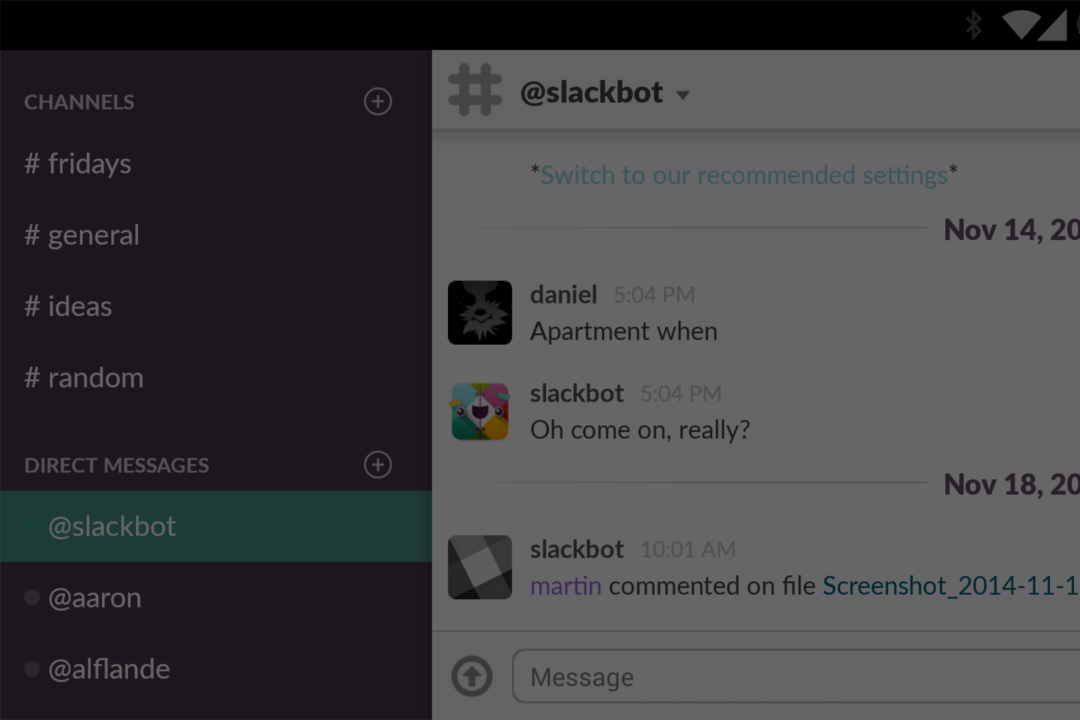 CHANNELS
# fridays
# general
# ideas
# random
DIRECT MESSAGES
@slackbot
@aaron
@alflande
@slackbot
*Switch to our recommended settings*
Nov 14, 20
daniel 5:04 PM
Apartment when
slackbot 5:04 PM
Oh come on, really?
Nov 18, 20
slackbot 10:01 AM
martin commented on file Screenshot_2014-11-1
Message